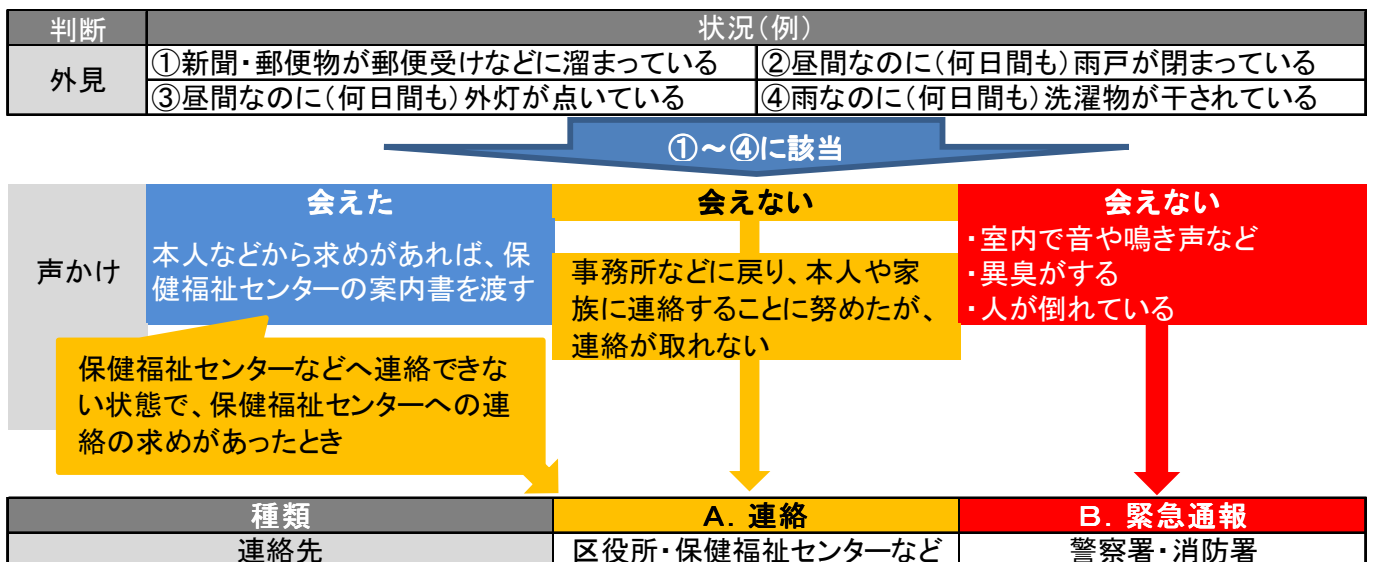 判断
状況(例)
外見
①新聞・郵便物が郵便受けなどに溜まっている
②昼間なのに(何日間も)雨戸が閉まっている
③昼間なのに(何日間も)外灯が点いている
④雨なのに(何日間も)洗濯物が干されている
①～④に該当
声かけ
会えた
本人などから求めがあれば、保
健福祉センターの案内書を渡す
会えない
事務所などに戻り、本人や家
族に連絡することに努めたが、
連絡が取れない
会えない
・室内で音や鳴き声など
・異臭がする
・人が倒れている
保健福祉センターなどへ連絡できな
い状態で、保健福祉センターへの連
絡の求めがあったとき
種類
A．連絡
B．緊急通報
連絡先
区役所・保健福祉センターなど
警察署・消防署